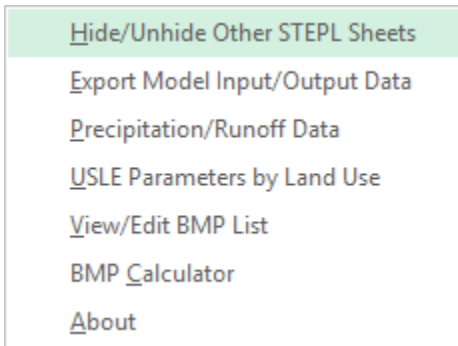 Hide/Unhide Other STEPL Sheets
Export Model Input/Output Data
Precipitation/Runoff Data
USLE Parameters by Land Use
View/Edit BMP List
BMP Calculator
About